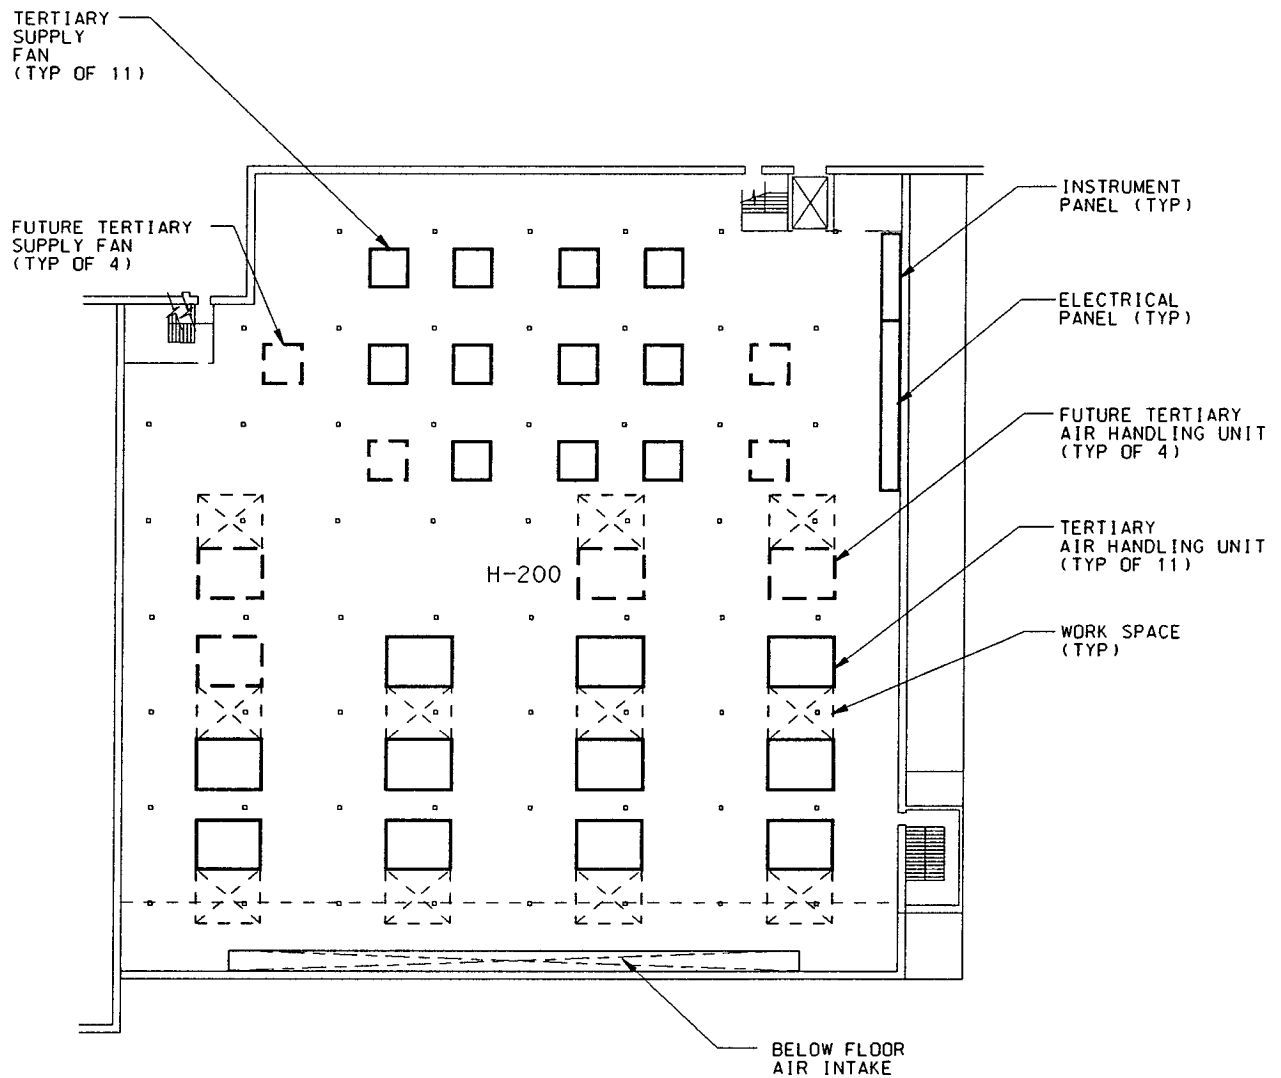 TERTIARY
SUPPLY
FAN
(TYP OF 11)
INSTRUMENT
PANEL (TYP)
FUTURE TERTIARY
SUPPLY FAN
(TYP OF 4)
ELECTRICAL
PANEL (TYP)
FUTURE TERTIARY
AIR HANDLING UNIT
(TYP OF 4)
TERTIARY
AIR HANDLING UNIT
(TYP OF 11)
H-200
WORK SPACE
(TYP)
BELOW FLOOR
AIR INTAKE